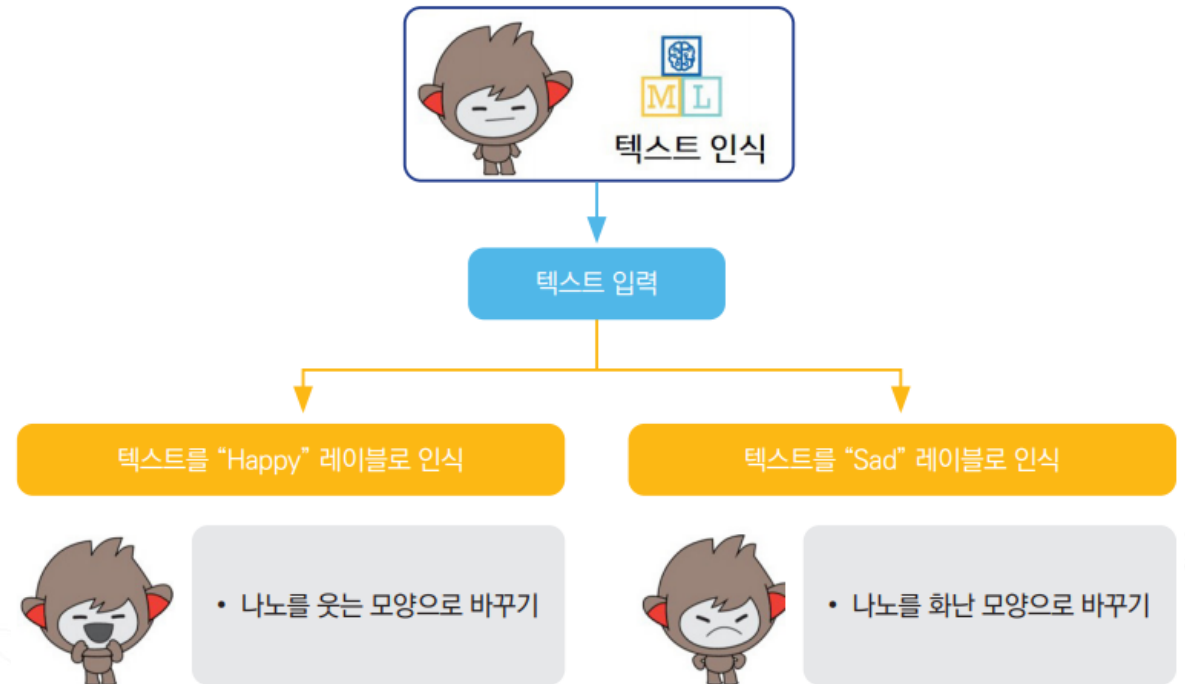 M L
텍스트 인식
텍스트 입력
텍스트를 “Happy” 레이블로 인식
텍스트를 “Sad” 레이블로 인식
• 나노를 웃는 모양으로 바꾸기
• 나노를 화난 모양으로 바꾸기